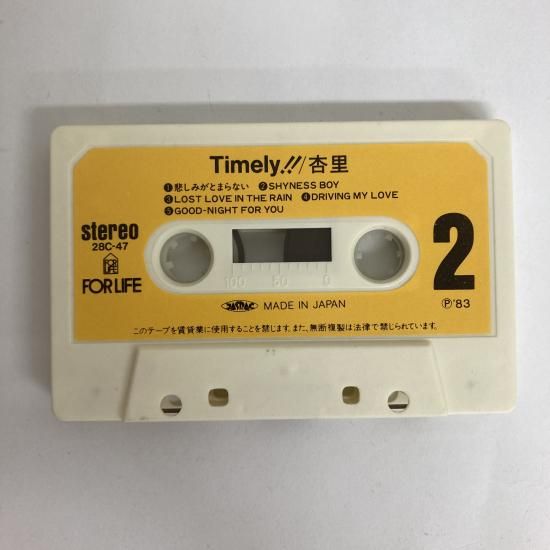 Timely!!/杏里
❶悲しみがとまらない ❷SHYNESS BOY
❸LOST LOVE IN THE RAIN ❹DRIVING MY LOVE
❺GOOD-NIGHT FOR YOU
stereo
28C-47
FOR LIFE
FOR LIFE
2
100 50 0
JASRAC MADE IN JAPAN
Ⓟ'83
このテープを賃貸業に使用することを禁じます。また、無断複製は法律で禁じられています。